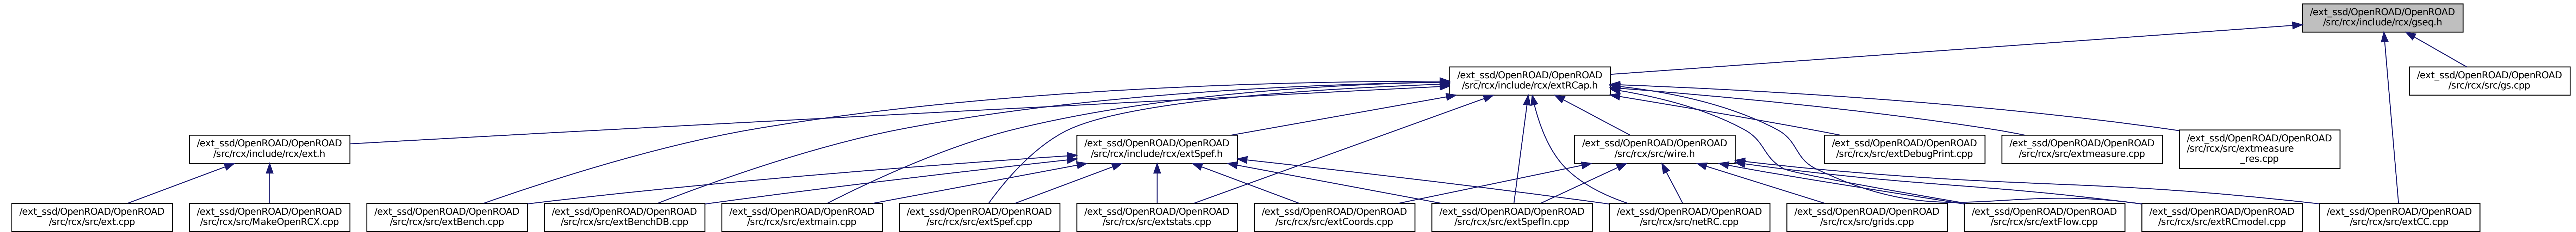 /ext_ssd/OpenROAD/OpenROAD
/src/rcx/include/rcx/gseq.h
/ext_ssd/OpenROAD/OpenROAD
/src/rcx/include/rcx/extRCap.h
/ext_ssd/OpenROAD/OpenROAD
/src/rcx/src/gs.cpp
/ext_ssd/OpenROAD/OpenROAD
/src/rcx/include/rcx/ext.h
/ext_ssd/OpenROAD/OpenROAD
/src/rcx/include/rcx/extSpef.h
/ext_ssd/OpenROAD/OpenROAD
/src/rcx/src/wire.h
/ext_ssd/OpenROAD/OpenROAD
/src/rcx/src/extDebugPrint.cpp
/ext_ssd/OpenROAD/OpenROAD
/src/rcx/src/extmeasure.cpp
/ext_ssd/OpenROAD/OpenROAD
/src/rcx/src/extmeasure
_res.cpp
/ext_ssd/OpenROAD/OpenROAD
/src/rcx/src/ext.cpp
/ext_ssd/OpenROAD/OpenROAD
/src/rcx/src/MakeOpenRCX.cpp
/ext_ssd/OpenROAD/OpenROAD
/src/rcx/src/extBench.cpp
/ext_ssd/OpenROAD/OpenROAD
/src/rcx/src/extBenchDB.cpp
/ext_ssd/OpenROAD/OpenROAD
/src/rcx/src/extmain.cpp
/ext_ssd/OpenROAD/OpenROAD
/src/rcx/src/extSpef.cpp
/ext_ssd/OpenROAD/OpenROAD
/src/rcx/src/extstats.cpp
/ext_ssd/OpenROAD/OpenROAD
/src/rcx/src/extCoords.cpp
/ext_ssd/OpenROAD/OpenROAD
/src/rcx/src/extSpefIn.cpp
/ext_ssd/OpenROAD/OpenROAD
/src/rcx/src/netRC.cpp
/ext_ssd/OpenROAD/OpenROAD
/src/rcx/src/grids.cpp
/ext_ssd/OpenROAD/OpenROAD
/src/rcx/src/extFlow.cpp
/ext_ssd/OpenROAD/OpenROAD
/src/rcx/src/extRCmodel.cpp
/ext_ssd/OpenROAD/OpenROAD
/src/rcx/src/extCC.cpp